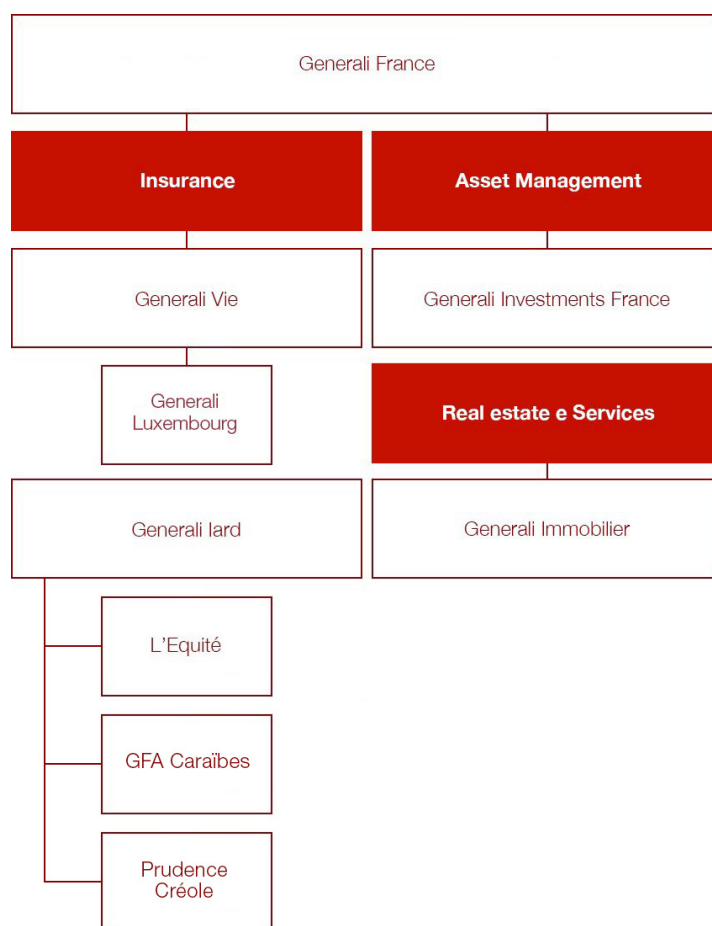 Generali France
Insurance
Asset Management
Generali Vie
Generali Investments France
Generali
Luxembourg
Real estate e Services
Generali Iard
Generali Immobilier
L'Equité
GFA Caraïbes
Prudence
Créole